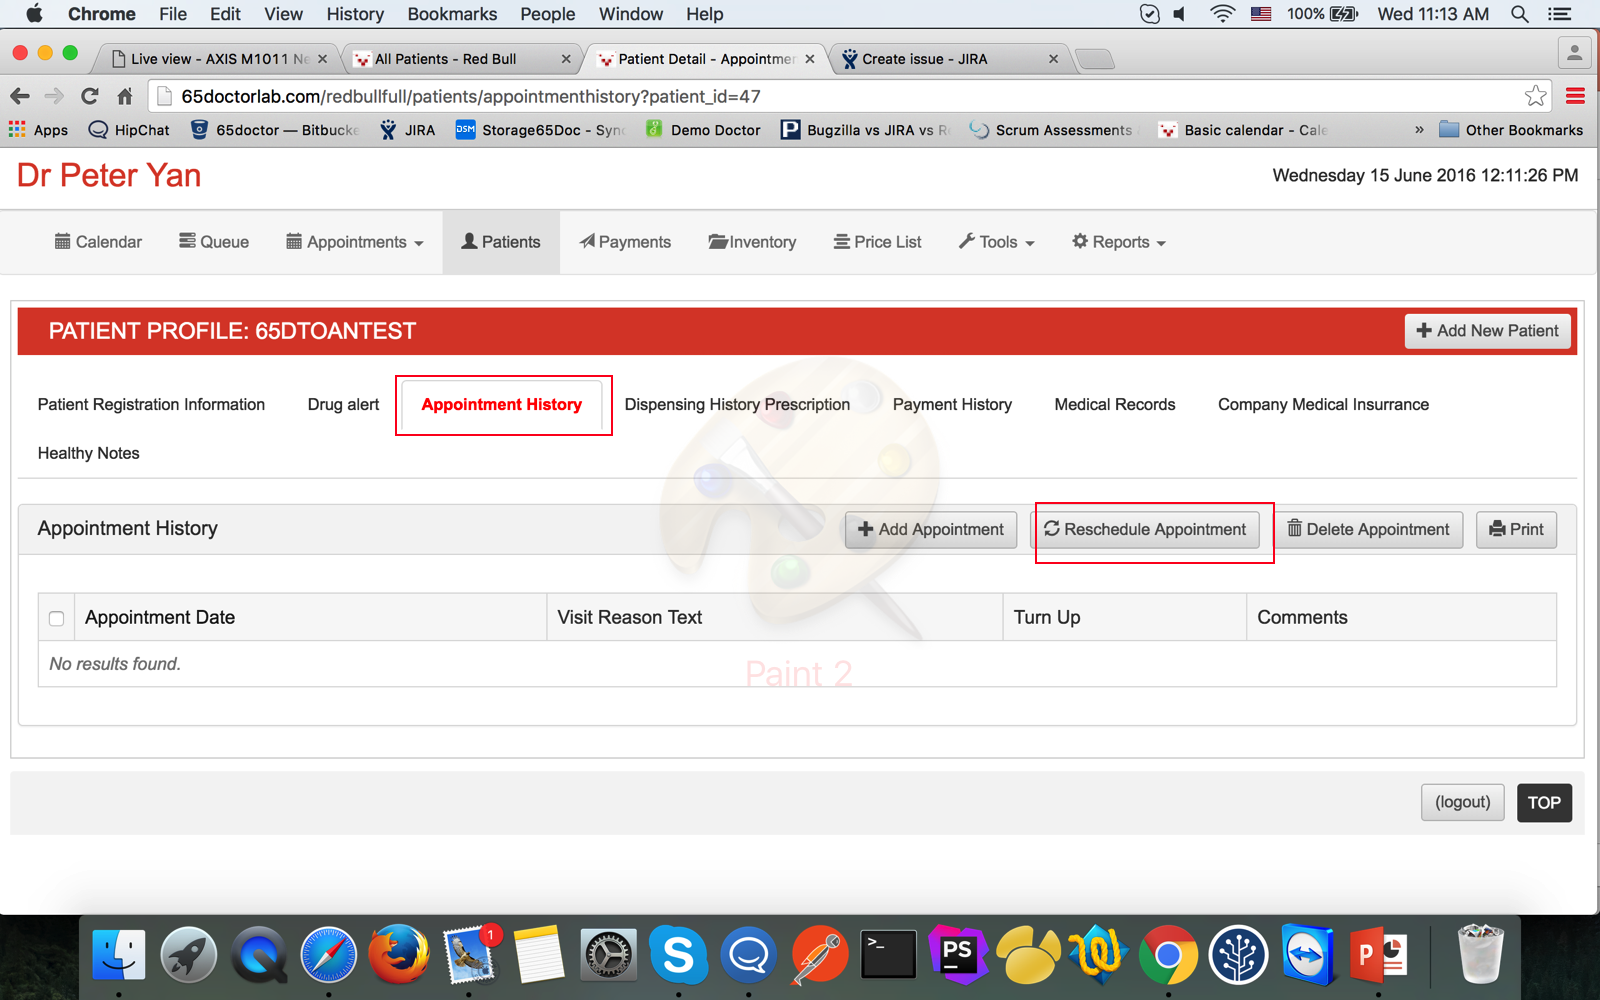 Chrome File Edit View History Bookmarks People Window Help 100% Wed 11:13 AM
Live view - AXIS M1011 Ne All Patients - Red Bull Patient Detail - Appointmen Create issue - JIRA
65doctorlab.com/redbullfull/patients/appointmenthistory?patient_id=47
Apps HipChat 65doctor — Bitbucke JIRA DSM Storage65Doc - Syno Demo Doctor P Bugzilla vs JIRA vs R Scrum Assessments Basic calendar - Cale » Other Bookmarks
Dr Peter Yan
Wednesday 15 June 2016 12:11:26 PM
Calendar Queue Appointments Patients Payments Inventory Price List Tools Reports
PATIENT PROFILE: 65DTOANTEST
Add New Patient
Patient Registration Information Drug alert Appointment History Dispensing History Prescription Payment History Medical Records Company Medical Insurrance
Healthy Notes
Appointment History Add Appointment Reschedule Appointment Delete Appointment Print
Appointment Date Visit Reason Text Turn Up Comments
No results found.
Paint 2
(logout) TOP
1
>_ PS S P